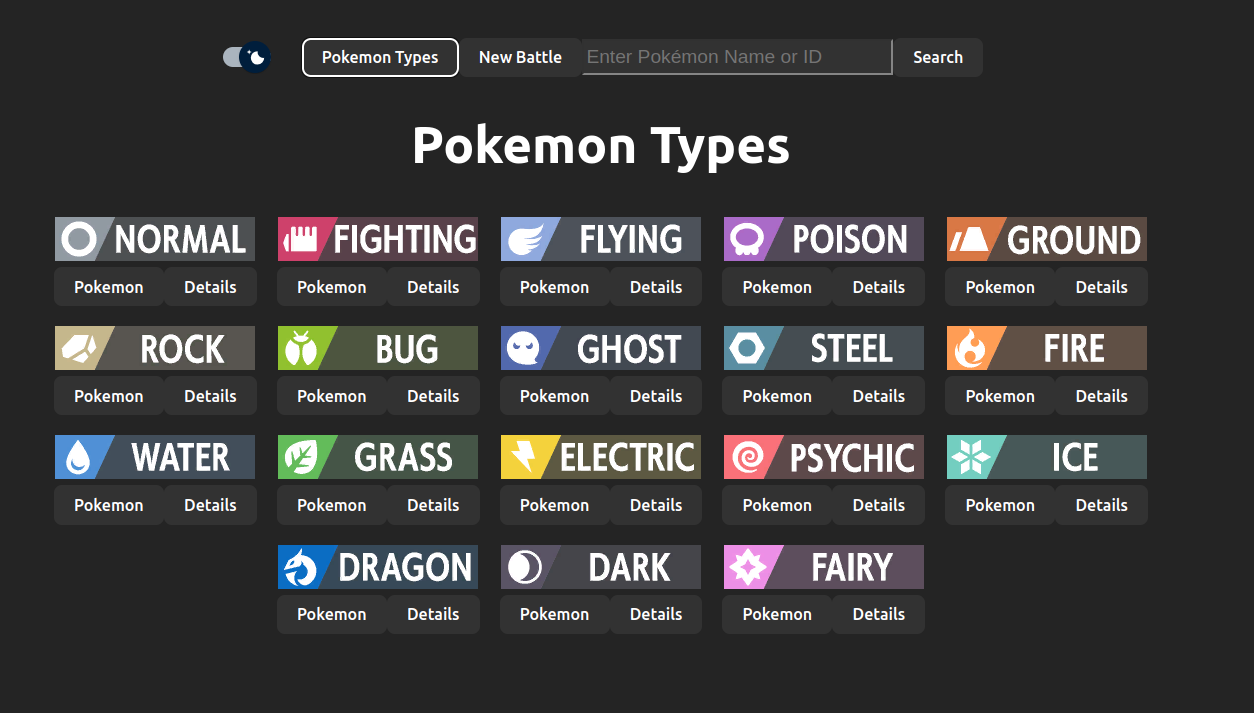 Pokemon Types New Battle Enter Pokémon Name or ID Search
Pokemon Types
NORMAL FIGHTING FLYING POISON GROUND
Pokemon Details Pokemon Details Pokemon Details Pokemon Details Pokemon Details
ROCK BUG GHOST STEEL FIRE
Pokemon Details Pokemon Details Pokemon Details Pokemon Details Pokemon Details
WATER GRASS ELECTRIC PSYCHIC ICE
Pokemon Details Pokemon Details Pokemon Details Pokemon Details Pokemon Details
DRAGON DARK FAIRY
Pokemon Details Pokemon Details Pokemon Details